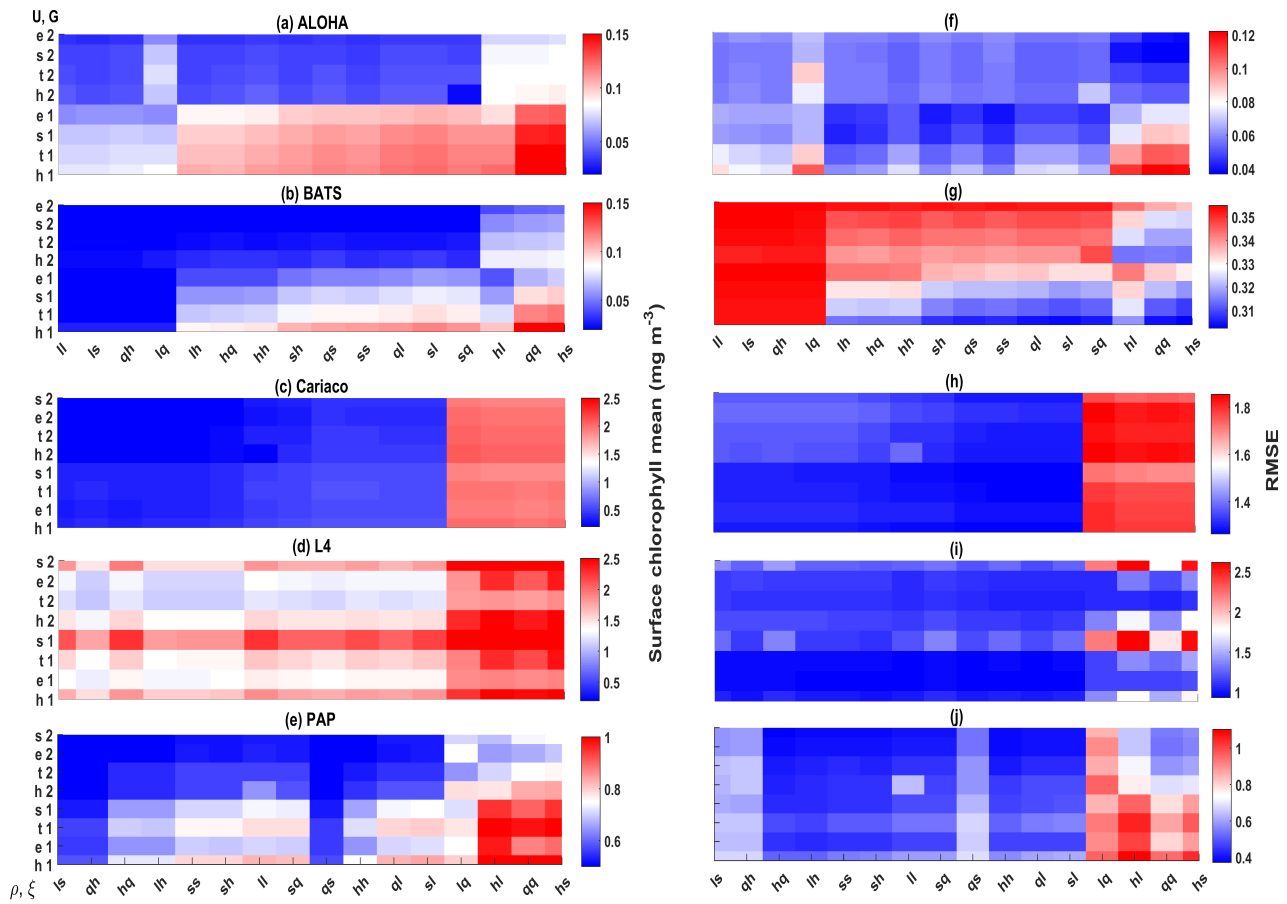 U, G
(a) ALOHA
e 2
s 2
t 2
h 2
e 1
s 1
t 1
h 1
0.15
0.1
0.05
(f)
0.12
0.1
0.08
0.06
0.04
(b) BATS
e 2
s 2
t 2
h 2
e 1
s 1
t 1
h 1
0.15
0.1
0.05
ll ls qh lq lh hq hh sh qs ss ql sl sq hl qq hs
(g)
0.35
0.34
0.33
0.31
ll ls qh lq lh hq hh sh qs ss ql sl sq hl qq hs
(c) Cariaco
s 2
e 2
t 2
h 2
s 1
t 1
e 1
h 1
2.5
2
1.5
1
0.5
(h)
1.8
1.6
1.4
(d) L4
s 2
e 2
t 2
h 2
s 1
t 1
e 1
h 1
2.5
2
1.5
1
0.5
(i)
2.5
2
1.5
1
(e) PAP
s 2
e 2
t 2
h 2
s 1
t 1
e 1
h 1
1
0.9
0.8
0.7
0.6
ρ, ξ
ls qh hq lh ss sh ll sq qs hh ql sl lq hl qq hs
(j)
1
0.8
0.6
0.4
ls qh hq lh ss sh ll sq qs hh ql sl lq hl qq hs
Surface chlorophyll mean (mg m⁻³)
RMSE